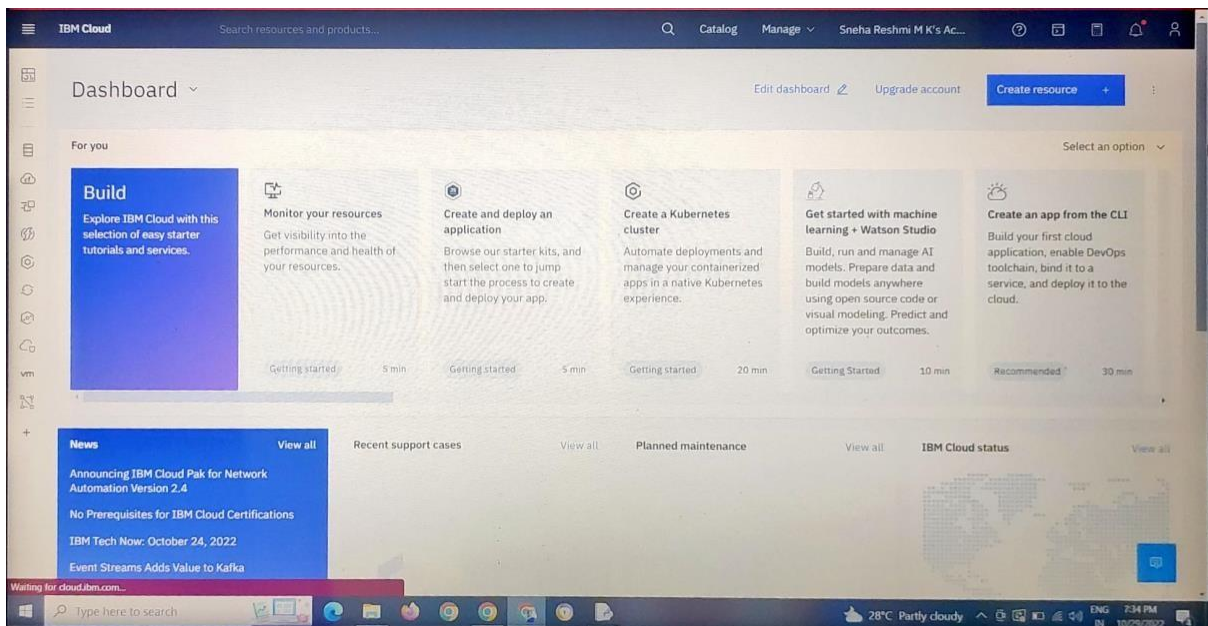 IBM Cloud
Search resources and products...
Catalog
Manage
Sneha Reshmi M K's Ac...
Dashboard
Edit dashboard
Upgrade account
Create resource +
For you
Select an option
Build
Explore IBM Cloud with this
selection of easy starter
tutorials and services.
Monitor your resources
Get visibility into the
performance and health of
your resources.
Getting started
5 min
Create and deploy an
application
Browse our starter kits, and
then select one to jump
start the process to create
and deploy your app.
Getting started
5 min
Create a Kubernetes
cluster
Automate deployments and
manage your containerized
apps in a native Kubernetes
experience.
Getting started
20 min
Get started with machine
learning + Watson Studio
Build, run and manage AI
models. Prepare data and
build models anywhere
using open source code or
visual modeling. Predict and
optimize your outcomes.
Getting Started
10 min
Create an app from the CLI
Build your first cloud
application, enable DevOps
toolchain, bind it to a
service, and deploy it to the
cloud.
Recommended
30 min
vm
News
View all
Announcing IBM Cloud Pak for Network
Automation Version 2.4
No Prerequisites for IBM Cloud Certifications
IBM Tech Now: October 24, 2022
Event Streams Adds Value to Kafka
Recent support cases
View all
Planned maintenance
View all
IBM Cloud status
View all
Waiting for cloud.ibm.com...
Type here to search
28°C Partly cloudy
ENG
IN
7:34 PM
10/29/2022